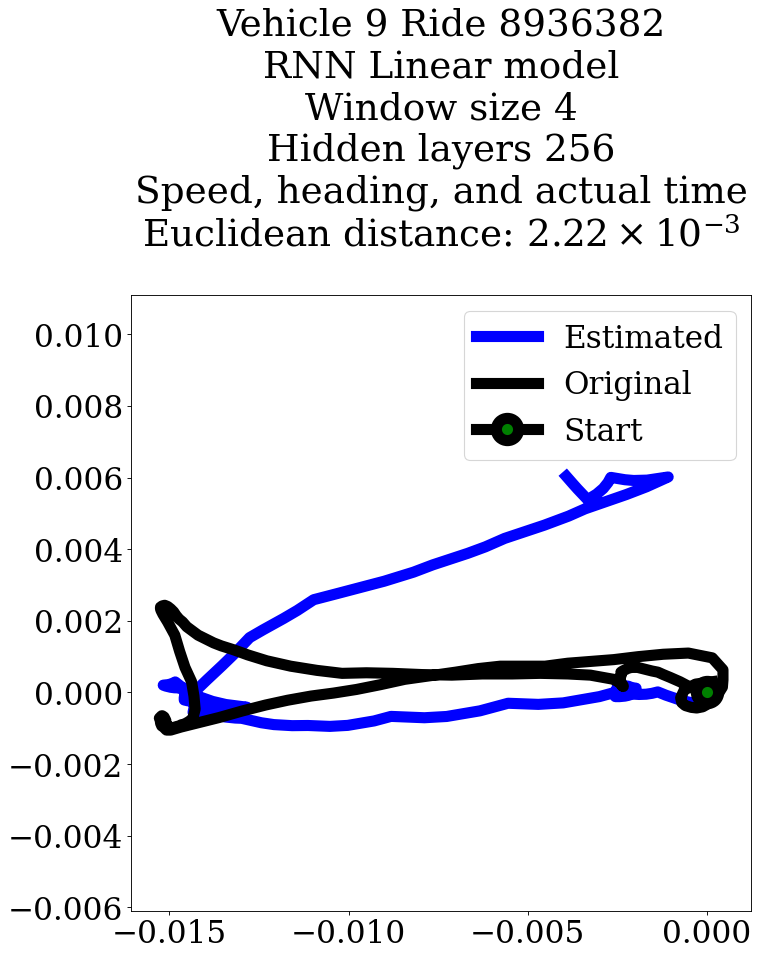 Vehicle 9 Ride 8936382
RNN Linear model
Window size 4
Hidden layers 256
Speed, heading, and actual time
Euclidean distance: 2.22 × 10⁻³
Estimated
Original
Start
0.010
0.008
0.006
0.004
0.002
0.000
−0.002
−0.004
−0.006
−0.015 −0.010 −0.005 0.000